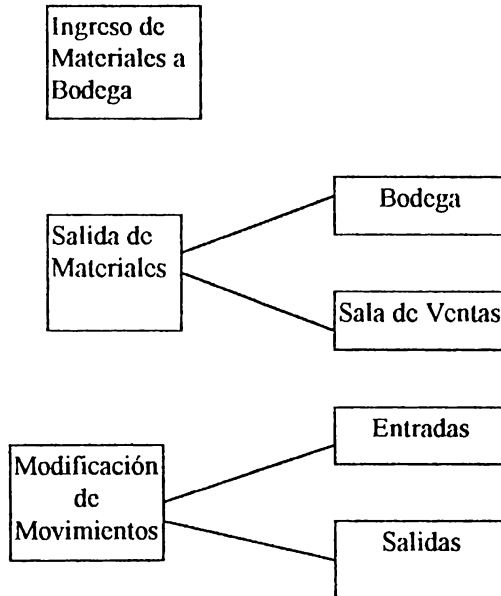 Ingreso de
Materiales a
Bodega
Salida de
Materiales
Bodega
Sala de Ventas
Modificación
de
Movimientos
Entradas
Salidas